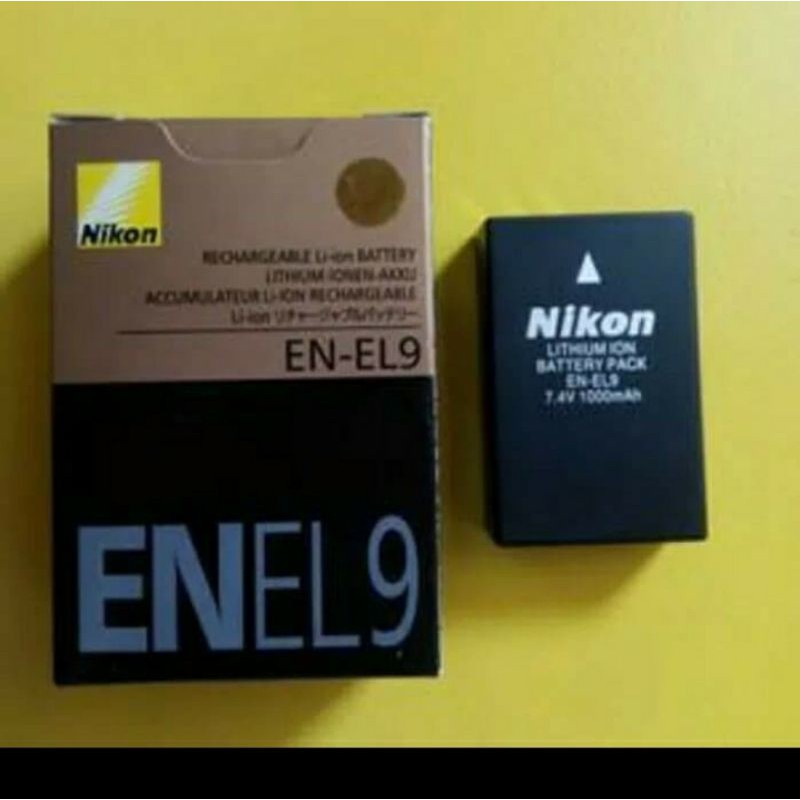 Nikon
RECHARGEABLE Li-ion BATTERY
LITHIUM-IONEN-AKKU
ACCUMULATEUR Li-ION RECHARGEABLE
Li-ion リチャージャブルバッテリー
EN-EL9
ENEL9
Nikon
LITHIUM ION
BATTERY PACK
EN-EL9
7.4V 1000mAh